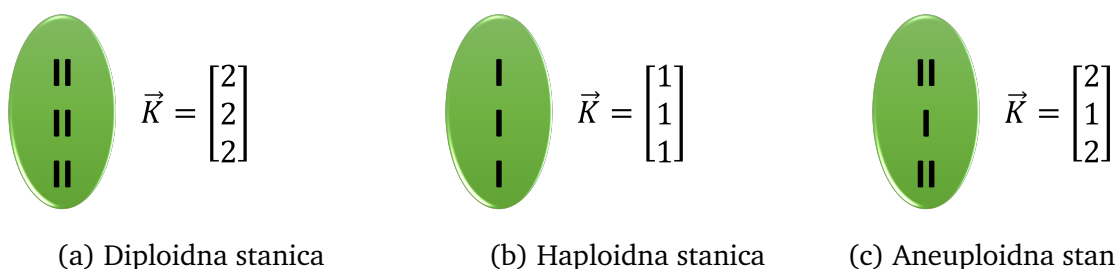 K⃗ = [2 2 2]
K⃗ = [1 1 1]
K⃗ = [2 1 2]
(a) Diploidna stanica
(b) Haploidna stanica
(c) Aneuploidna stan